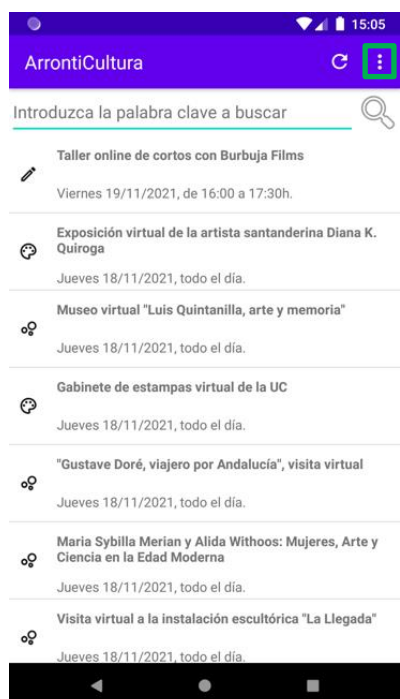 15:05
ArrontiCultura
Introduzca la palabra clave a buscar
Taller online de cortos con Burbuja Films
Viernes 19/11/2021, de 16:00 a 17:30h.
Exposición virtual de la artista santanderina Diana K.
Quiroga
Jueves 18/11/2021, todo el día.
Museo virtual "Luis Quintanilla, arte y memoria"
Jueves 18/11/2021, todo el día.
Gabinete de estampas virtual de la UC
Jueves 18/11/2021, todo el día.
"Gustave Doré, viajero por Andalucía", visita virtual
Jueves 18/11/2021, todo el día.
Maria Sybilla Merian y Alida Withoos: Mujeres, Arte y
Ciencia en la Edad Moderna
Jueves 18/11/2021, todo el día.
Visita virtual a la instalación escultórica "La Llegada"
Jueves 18/11/2021, todo el día.